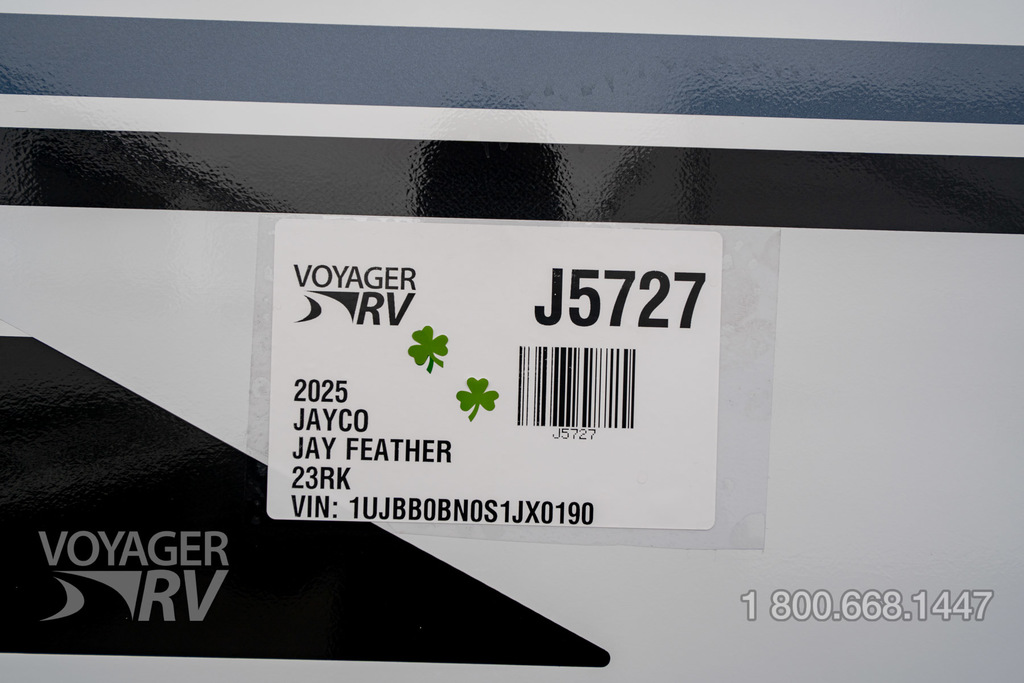 VOYAGER
RV
J5727
J5727
2025
JAYCO
JAY FEATHER
23RK
VIN: 1UJBB0BN0S1JX0190
VOYAGER
RV
1 800.668.1447